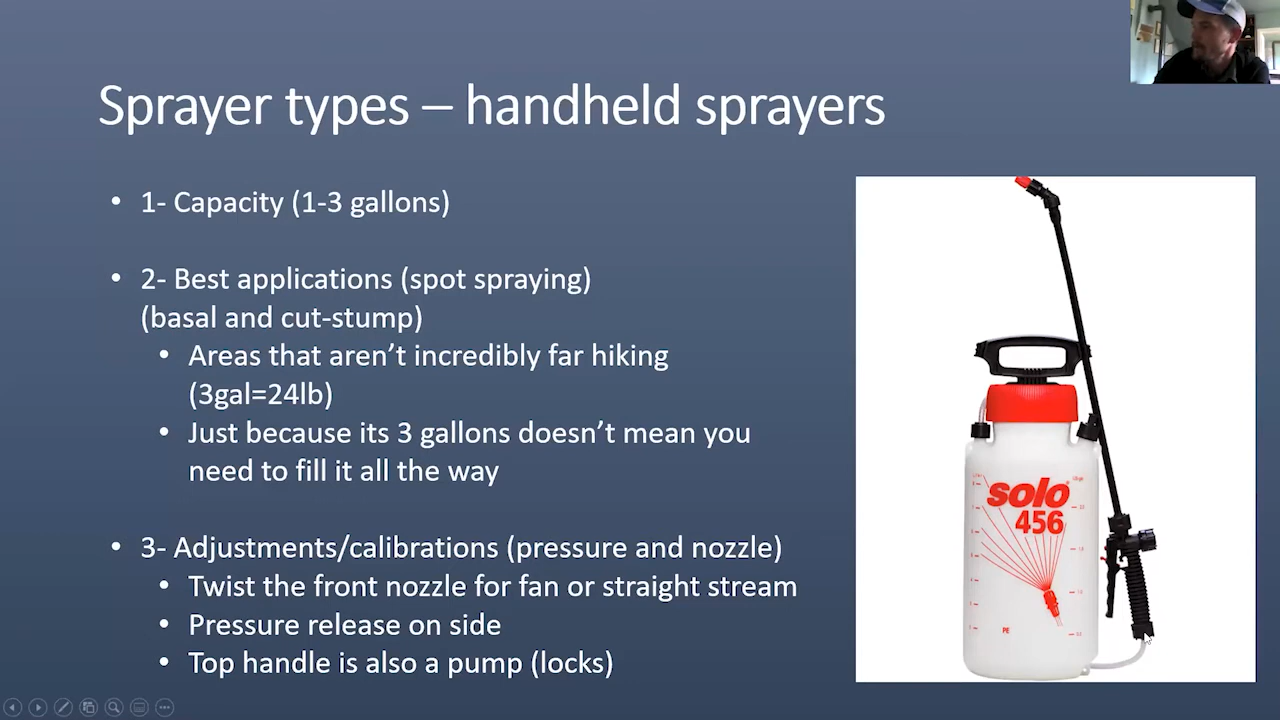 Sprayer types – handheld sprayers
• 1- Capacity (1-3 gallons)
• 2- Best applications (spot spraying)
(basal and cut-stump)
• Areas that aren't incredibly far hiking
(3gal=24lb)
• Just because its 3 gallons doesn't mean you
need to fill it all the way
• 3- Adjustments/calibrations (pressure and nozzle)
• Twist the front nozzle for fan or straight stream
• Pressure release on side
• Top handle is also a pump (locks)
solo
456
PE